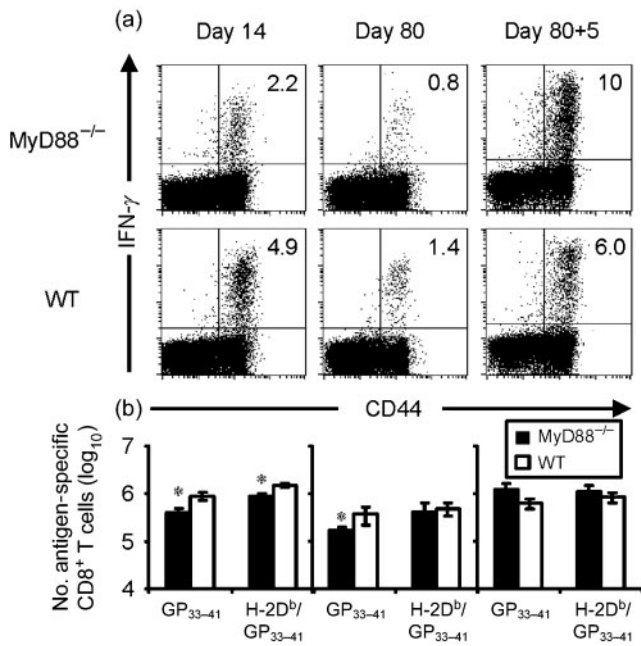 (a)
Day 14 Day 80 Day 80+5
MyD88−/−
2.2 0.8 10
IFN-γ
WT
4.9 1.4 6.0
CD44
(b)
MyD88−/−
WT
No. antigen-specific
CD8+ T cells (log10)
7
6
5
4
GP33–41 H-2Db/ GP33–41 GP33–41 H-2Db/ GP33–41 GP33–41 H-2Db/ GP33–41
* * *